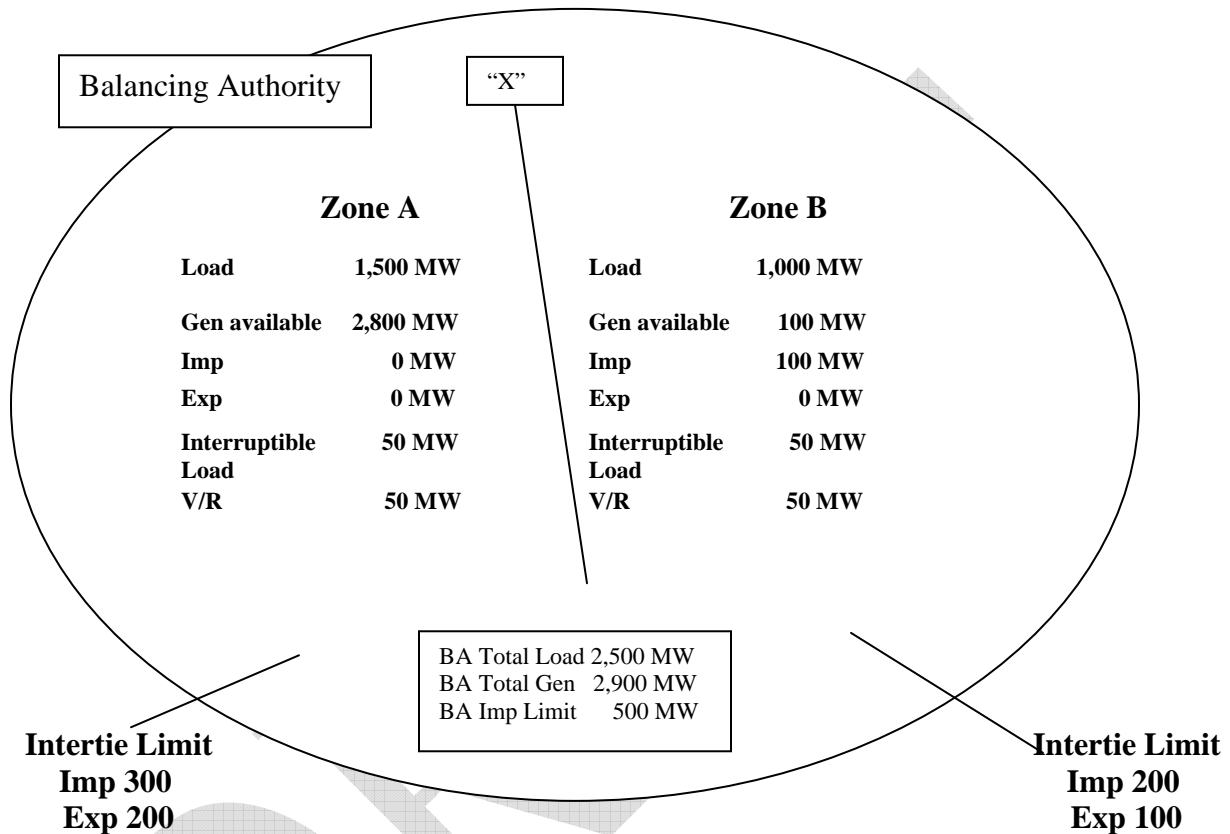 Balancing Authority
“X”
Zone A
Load 1,500 MW
Gen available 2,800 MW
Imp 0 MW
Exp 0 MW
Interruptible 50 MW
Load
V/R 50 MW
Zone B
Load 1,000 MW
Gen available 100 MW
Imp 100 MW
Exp 0 MW
Interruptible 50 MW
Load
V/R 50 MW
BA Total Load 2,500 MW
BA Total Gen 2,900 MW
BA Imp Limit 500 MW
Intertie Limit
Imp 300
Exp 200
Intertie Limit
Imp 200
Exp 100